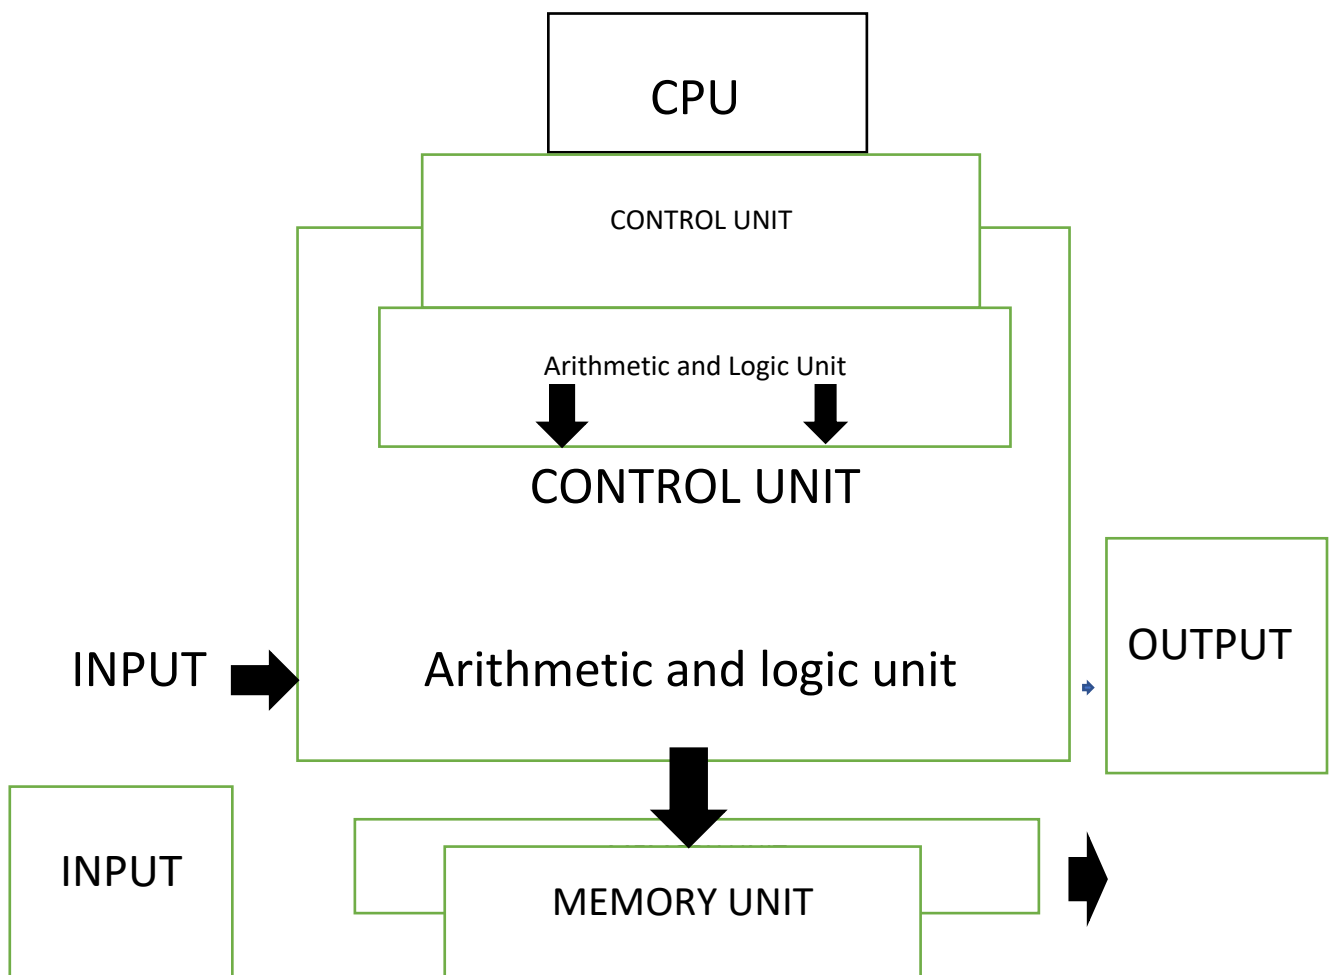 CPU
CONTROL UNIT
Arithmetic and Logic Unit
CONTROL UNIT
OUTPUT
INPUT
Arithmetic and logic unit
INPUT
MEMORY UNIT